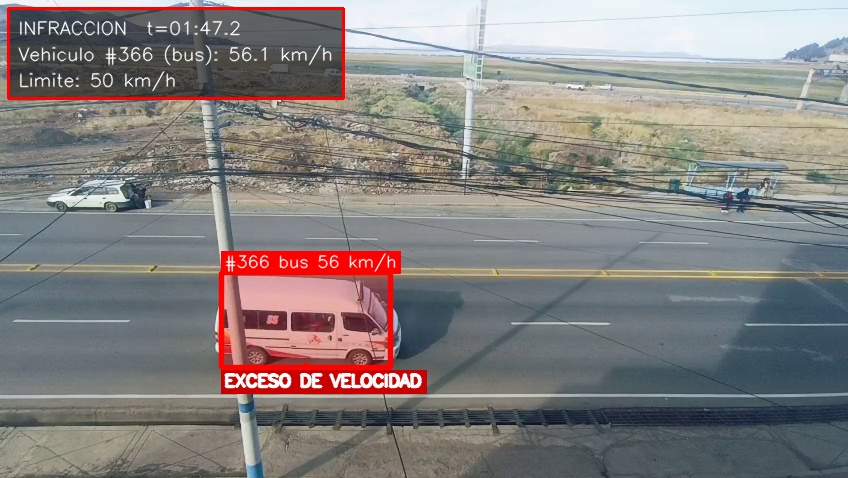 INFRACCION t=01:47.2
Vehiculo #366 (bus): 56.1 km/h
Limite: 50 km/h
#366 bus 56 km/h
55
EXCESO DE VELOCIDAD